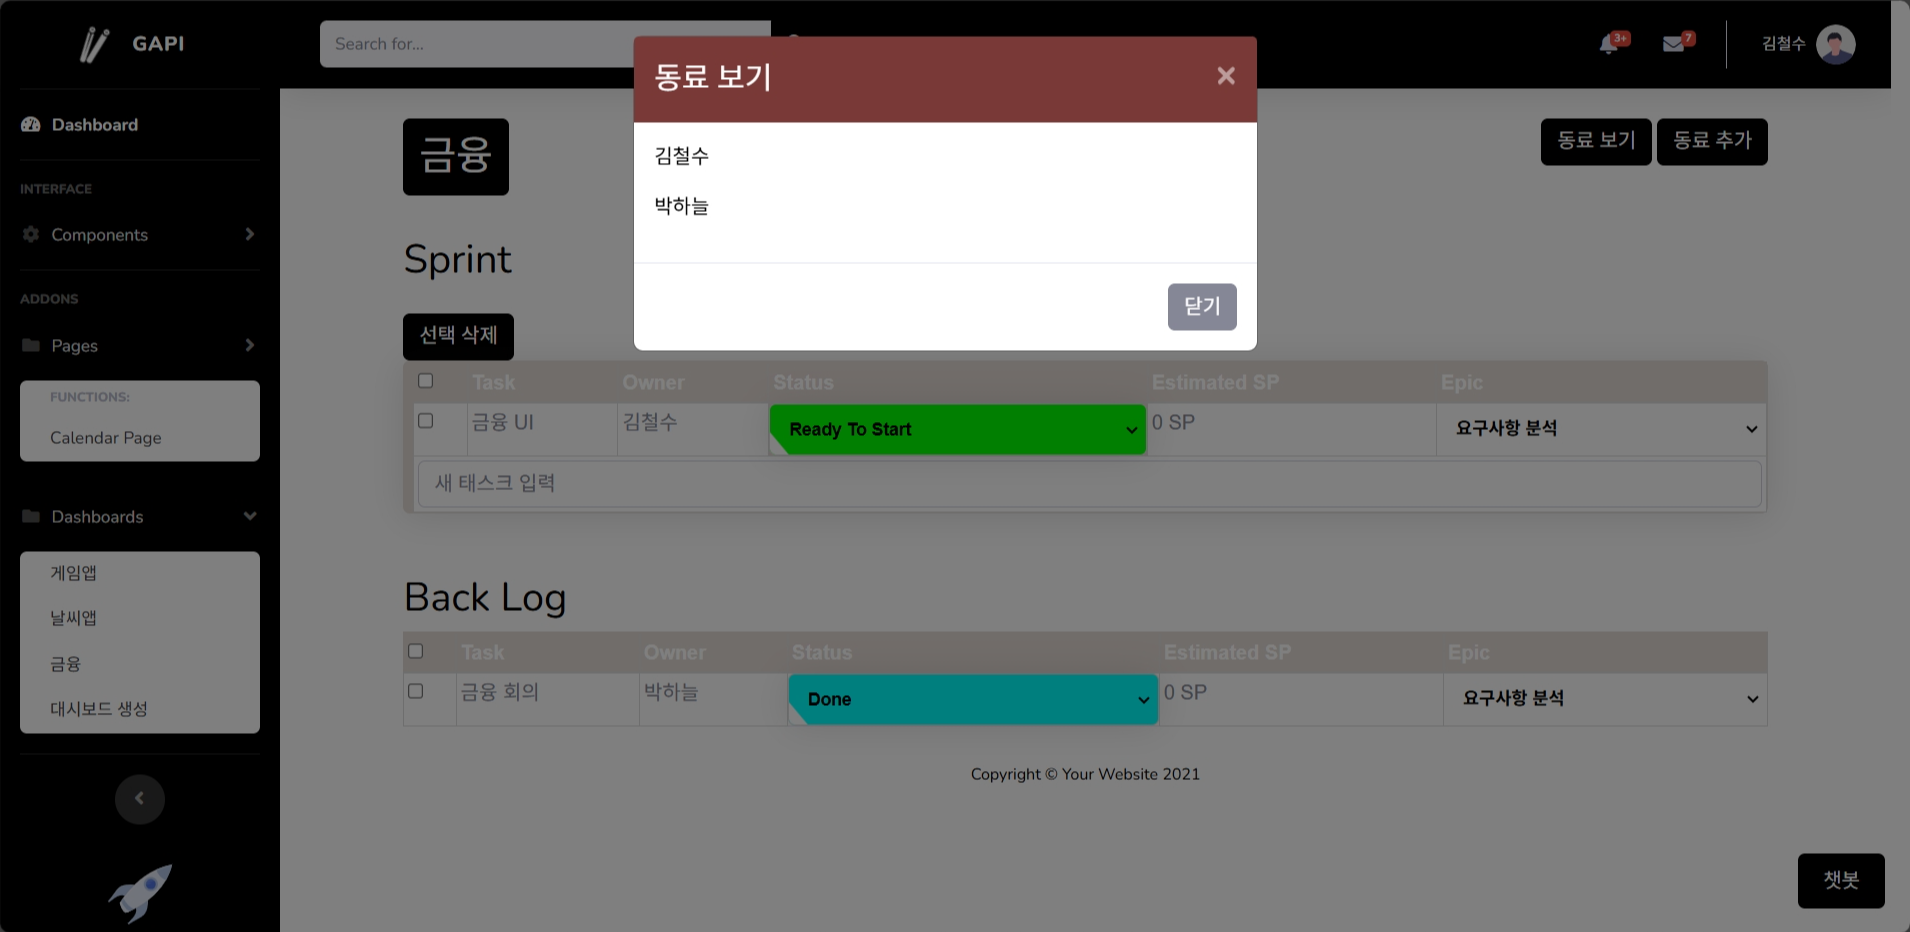 GAPI
Search for...
3+
7
김철수
Dashboard
INTERFACE
Components
ADDONS
Pages
FUNCTIONS:
Calendar Page
Dashboards
게임앱
날씨앱
금융
대시보드 생성
동료 보기
×
김철수
박하늘
닫기
금융
동료 보기
동료 추가
Sprint
선택 삭제
Task Owner Status Estimated SP Epic
금융 UI 김철수 Ready To Start 0 SP 요구사항 분석
새 태스크 입력
Back Log
Task Owner Status Estimated SP Epic
금융 회의 박하늘 Done 0 SP 요구사항 분석
Copyright © Your Website 2021
챗봇